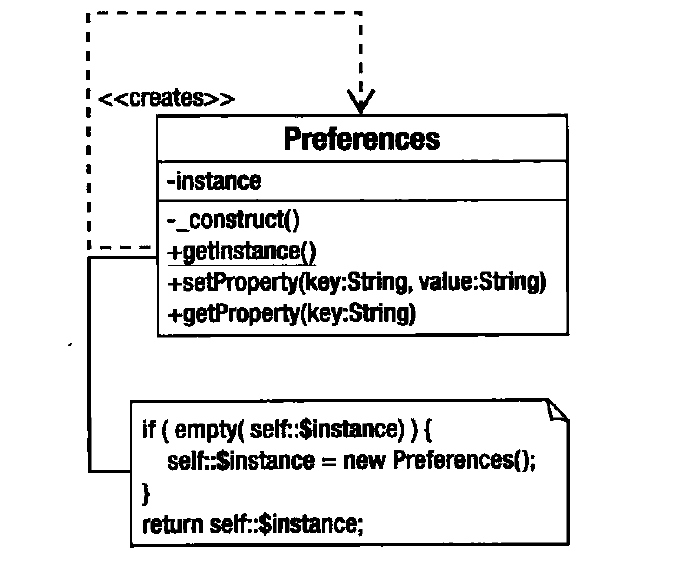 <<creates>>
Preferences
-instance
-_construct()
+getInstance()
+setProperty(key:String, value:String)
+getProperty(key:String)
if ( empty( self::$instance) ) {
self::$instance = new Preferences();
}
return self::$instance;